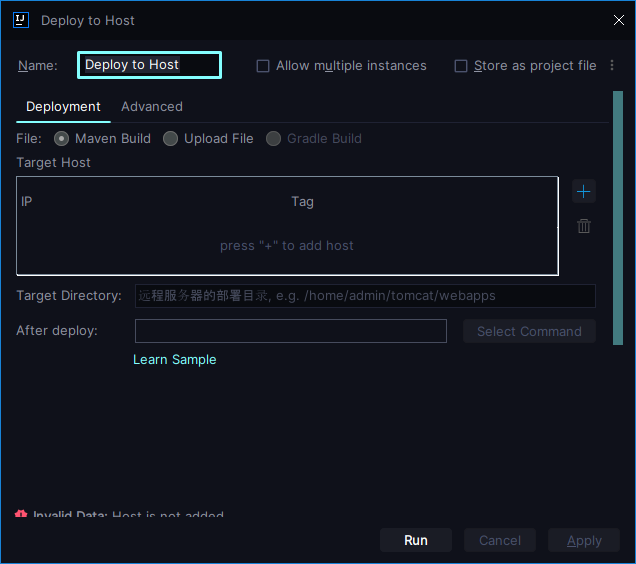 Deploy to Host
Name: Deploy to Host Allow multiple instances Store as project file
Deployment Advanced
File: Maven Build Upload File Gradle Build
Target Host
IP Tag
press "+" to add host
Target Directory: 远程服务器的部署目录, e.g. /home/admin/tomcat/webapps
After deploy: Select Command
Learn Sample
Invalid Data: Host is not added
Run Cancel Apply